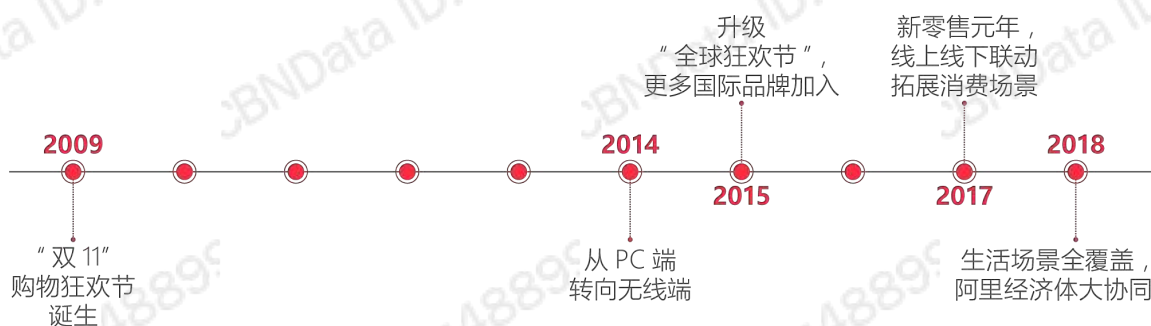 2009
“ 双 11”
购物狂欢节
诞生
2014
从 PC 端
转向无线端
升级
“ 全球狂欢节 ”，
更多国际品牌加入
2015
新零售元年，
线上线下联动
拓展消费场景
2017
2018
生活场景全覆盖，
阿里经济体大协同
CBNData ID:
48899